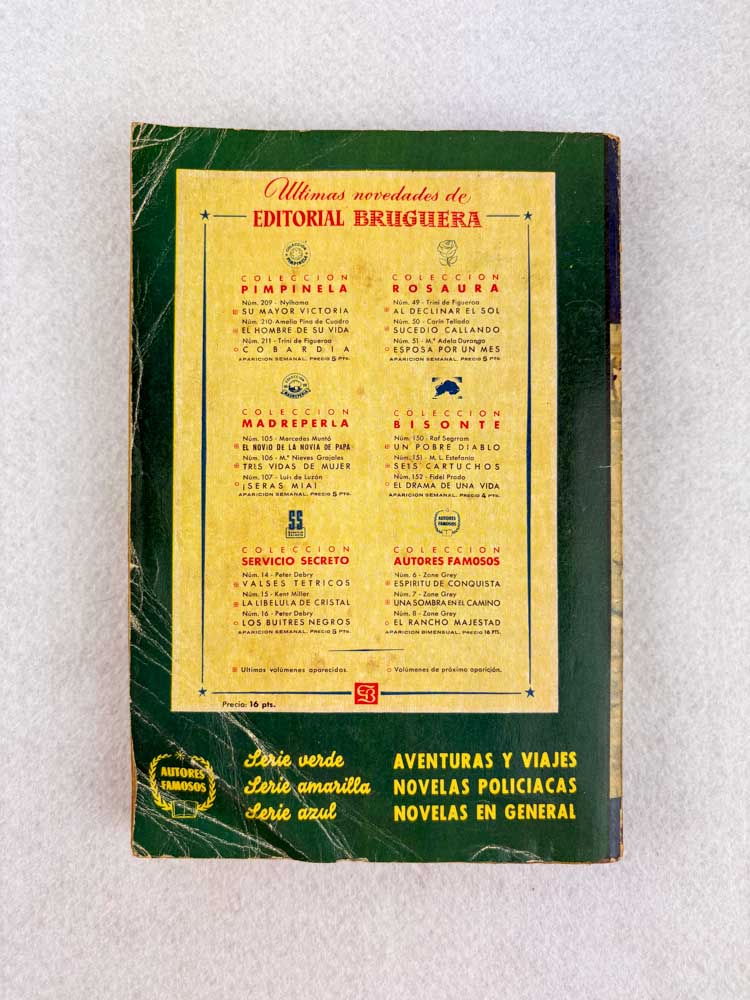 Ultimas novedades de
EDITORIAL BRUGUERA
COLECCION
PIMPINELA
COLECCION
PIMPINELA
Núm. 209 - Nylhama
SU MAYOR VICTORIA
Núm. 210 - Amelia Pina de Cuadro
EL HOMBRE DE SU VIDA
Núm. 211 - Trini de Figueroa
COBARDIA
APARICION SEMANAL. PRECIO 5 PTS.
COLECCION
ROSAURA
Núm. 49 - Trini de Figueroa
AL DECLINAR EL SOL
Núm. 50 - Corín Tellado
SUCEDIO CALLANDO
Núm. 51 - M.ª Adela Durango
ESPOSA POR UN MES
APARICION SEMANAL. PRECIO 5 PTS.
COLECCION
MADREPERLA
COLECCION
MADREPERLA
Núm. 105 - Mercedes Muntó
EL NOVIO DE LA NOVIA DE PAPA
Núm. 106 - M.ª Nieves Grajales
TRES VIDAS DE MUJER
Núm. 107 - Luis de Luzón
¡SERAS MIA!
APARICION SEMANAL. PRECIO 5 PTS.
COLECCION
BISONTE
Núm. 150 - Raf Segrram
UN POBRE DIABLO
Núm. 151 - M. L. Estefanía
SEIS CARTUCHOS
Núm. 152 - Fidel Prado
EL DRAMA DE UNA VIDA
APARICION SEMANAL. PRECIO 4 PTS.
SS
SERVICIO
SECRETO
COLECCION
SERVICIO SECRETO
Núm. 14 - Peter Debry
VALSES TETRICOS
Núm. 15 - Kent Miller
LA LIBELULA DE CRISTAL
Núm. 16 - Peter Debry
LOS BUITRES NEGROS
APARICION SEMANAL. PRECIO 5 PTS.
AUTORES
FAMOSOS
COLECCION
AUTORES FAMOSOS
Núm. 6 - Zane Grey
ESPIRITU DE CONQUISTA
Núm. 7 - Zane Grey
UNA SOMBRA EN EL CAMINO
Núm. 8 - Zane Grey
EL RANCHO MAJESTAD
APARICION BIMENSUAL. PRECIO 16 PTS.
Ultimos volúmenes aparecidos.
Volúmenes de próxima aparición.
EB
Precio: 16 pts.
AUTORES
FAMOSOS
Serie verde AVENTURAS Y VIAJES
Serie amarilla NOVELAS POLICIACAS
Serie azul NOVELAS EN GENERAL